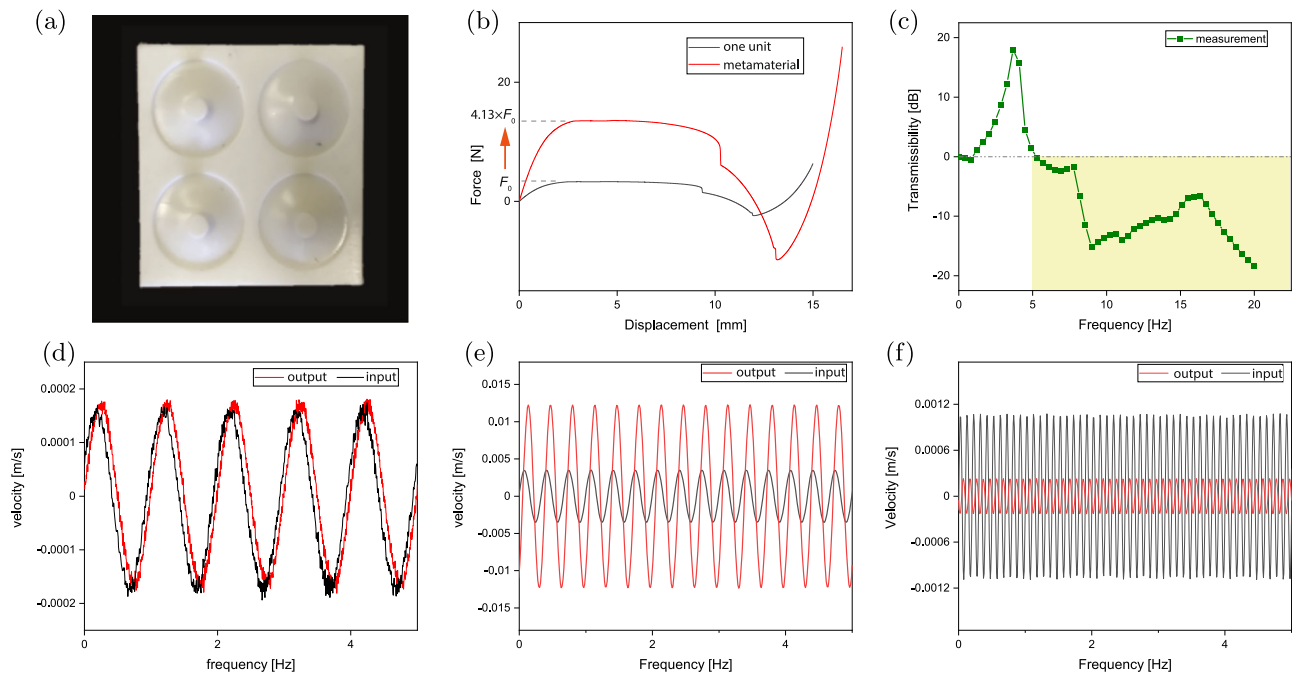 (a)
(b)
one unit
metamaterial
20
4.13×F₀
F₀
0
Force [N]
0
5
10
15
Displacement [mm]
(c)
measurement
20
10
0
-10
-20
Transmissibility [dB]
0
5
10
15
20
Frequency [Hz]
(d)
output
input
0.0002
0.0001
0
-0.0001
-0.0002
velocity [m/s]
0
2
4
frequency [Hz]
(e)
output
input
0.015
0.01
0.005
0
-0.005
-0.01
-0.015
velocity [m/s]
0
2
4
Frequency [Hz]
(f)
output
input
0.0012
0.0006
0
-0.0006
-0.0012
Velocity [m/s]
0
2
4
Frequency [Hz]